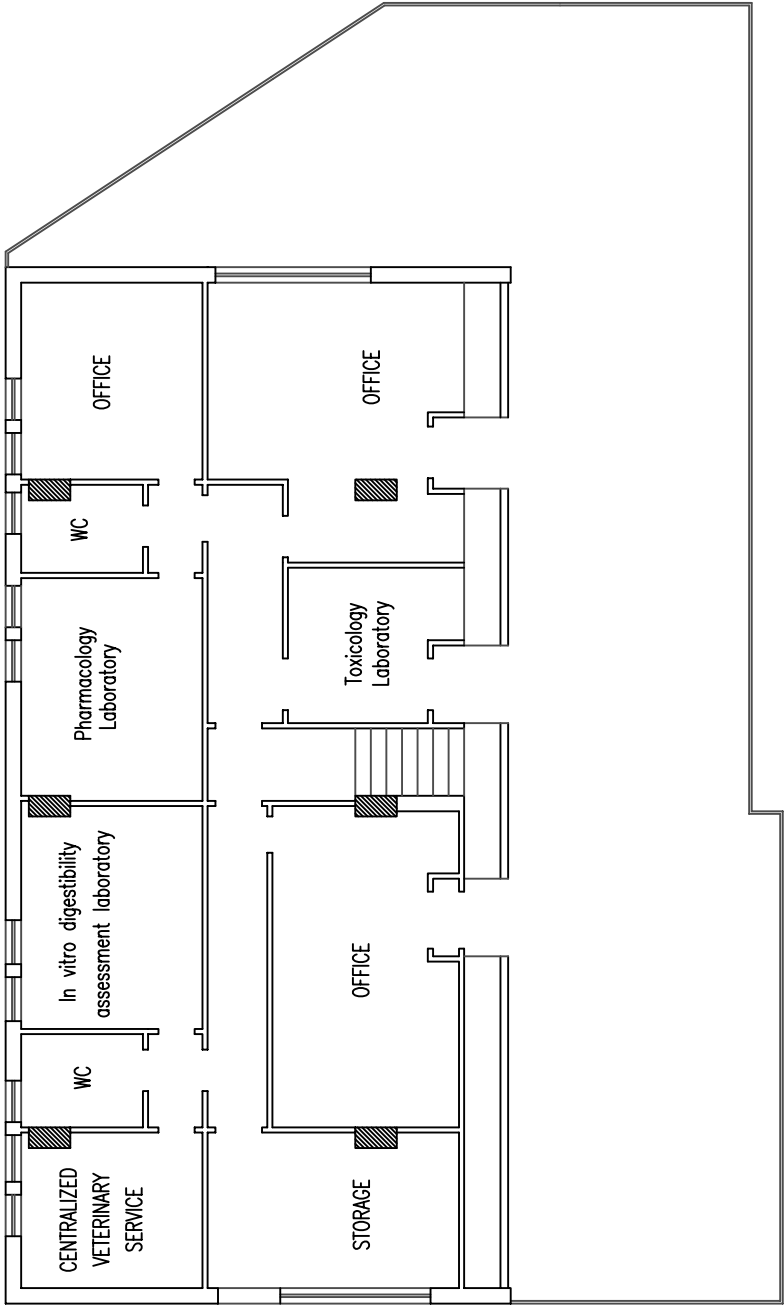 OFFICE
OFFICE
WC
Pharmacology
Laboratory
Toxicology
Laboratory
In vitro digestibility
assessment laboratory
OFFICE
WC
CENTRALIZED
VETERINARY
SERVICE
STORAGE